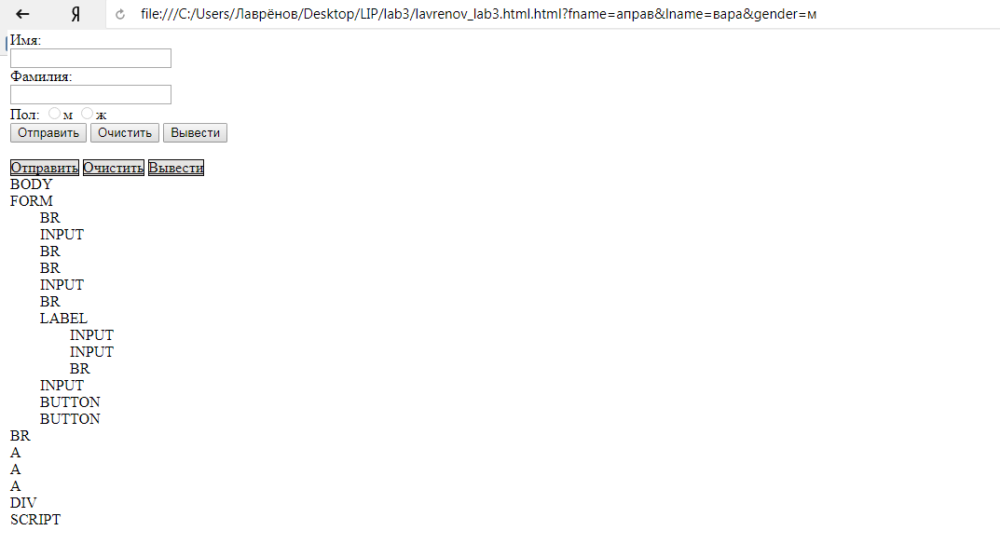 Я file:///C:/Users/Лаврёнов/Desktop/LIP/lab3/lavrenov_lab3.html.html?fname=аправ&lname=вара&gender=м
Имя:
Фамилия:
Пол: м ж
Отправить Очистить Вывести
Отправить Очистить Вывести
BODY
FORM
BR
INPUT
BR
BR
INPUT
BR
LABEL
INPUT
INPUT
BR
INPUT
BUTTON
BUTTON
BR
A
A
A
DIV
SCRIPT